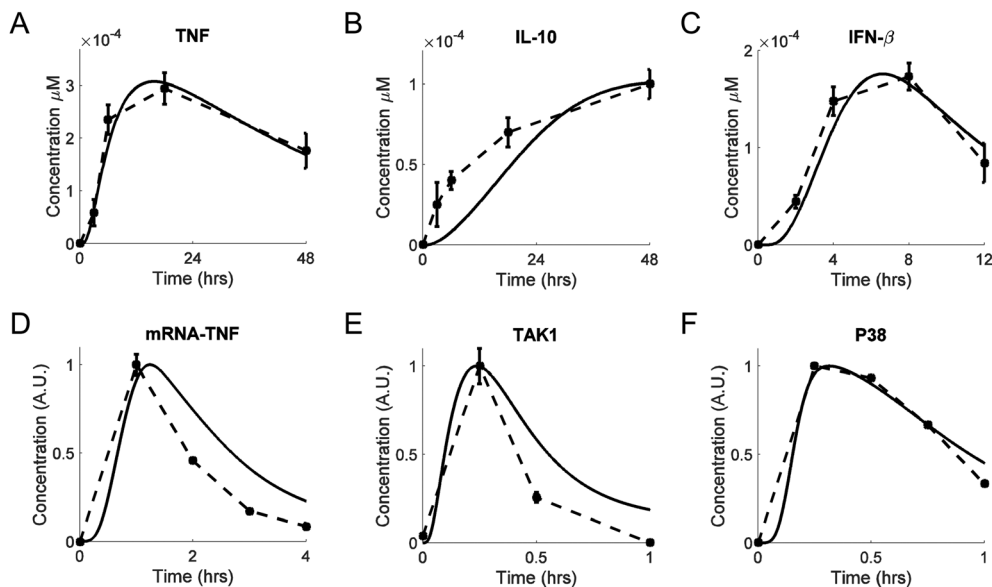 A
TNF
×10⁻⁴
Concentration μM
3
2
1
0
0
24
48
Time (hrs)
B
IL-10
×10⁻⁴
Concentration μM
1
0.5
0
0
24
48
Time (hrs)
C
IFN-β
×10⁻⁴
Concentration μM
2
1
0
0
4
8
12
Time (hrs)
D
mRNA-TNF
Concentration (A.U.)
1
0.5
0
0
2
4
Time (hrs)
E
TAK1
Concentration (A.U.)
1
0.5
0
0
0.5
1
Time (hrs)
F
P38
Concentration (A.U.)
1
0.5
0
0
0.5
1
Time (hrs)